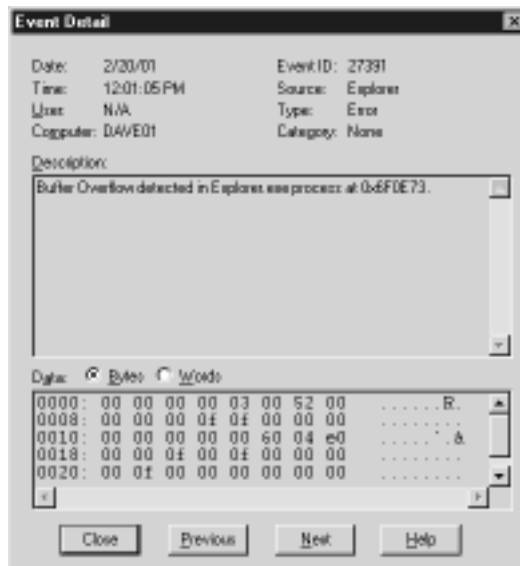 Event Detail
Date: 2/20/01 Event ID: 27391
Time: 12:01:05 PM Source: Explorer
User: N/A Type: Error
Computer: DAVE01 Category: None
Description:
Buffer Overflow detected in Explorer.exe process at 0x6F0E73.
Data: Bytes Words
0000: 00 00 00 00 03 00 52 00 ......R.
0008: 00 00 00 0f 0f 00 00 00 ........
0010: 00 00 00 00 00 60 04 e0 .....`.à
0018: 00 00 0f 00 0f 00 00 00 ........
0020: 00 0f 00 00 00 00 00 00 ........
Close Previous Next Help